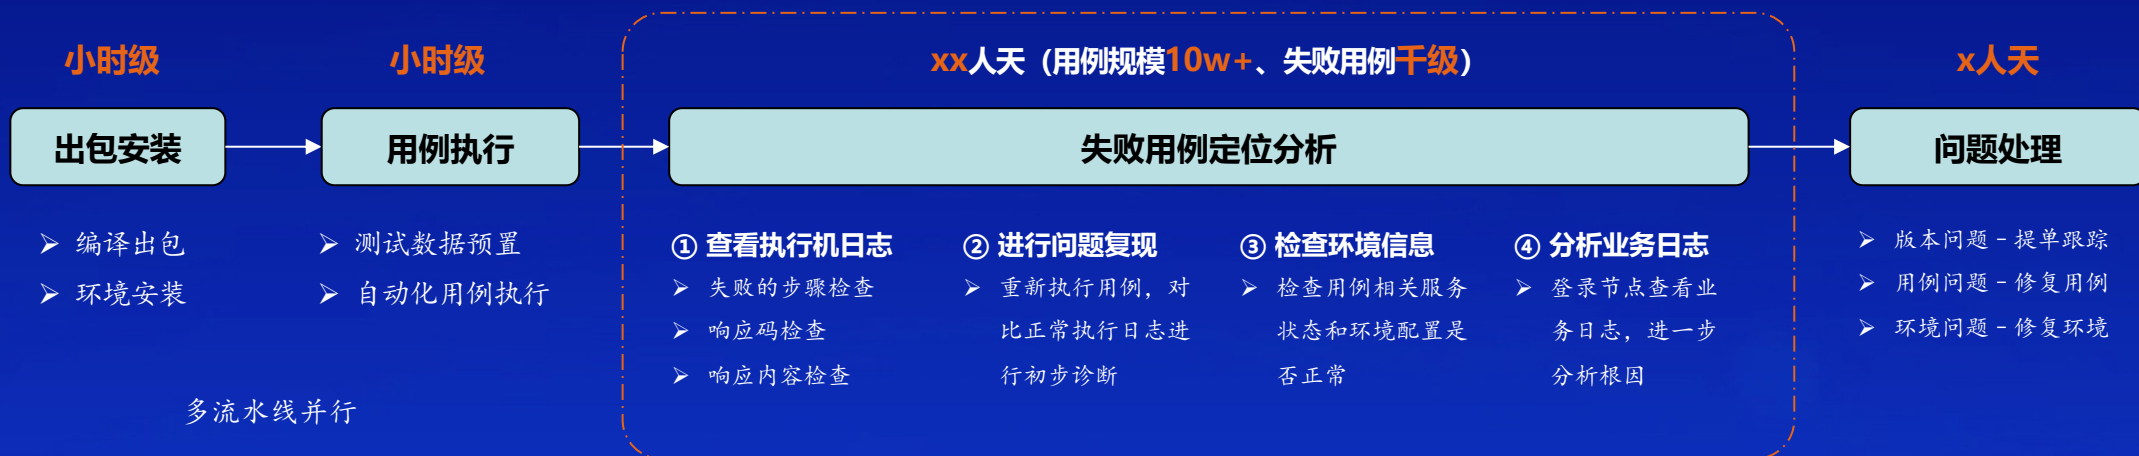 小时级
小时级
xx人天（用例规模10w+、失败用例千级）
x人天
出包安装
用例执行
失败用例定位分析
问题处理
➢ 编译出包
➢ 环境安装
➢ 测试数据预置
➢ 自动化用例执行
① 查看执行机日志
➢ 失败的步骤检查
➢ 响应码检查
➢ 响应内容检查
② 进行问题复现
➢ 重新执行用例，对
比正常执行日志进
行初步诊断
③ 检查环境信息
➢ 检查用例相关服务
状态和环境配置是
否正常
④ 分析业务日志
➢ 登录节点查看业
务日志，进一步
分析根因
➢ 版本问题 - 提单跟踪
➢ 用例问题 - 修复用例
➢ 环境问题 - 修复环境
多流水线并行